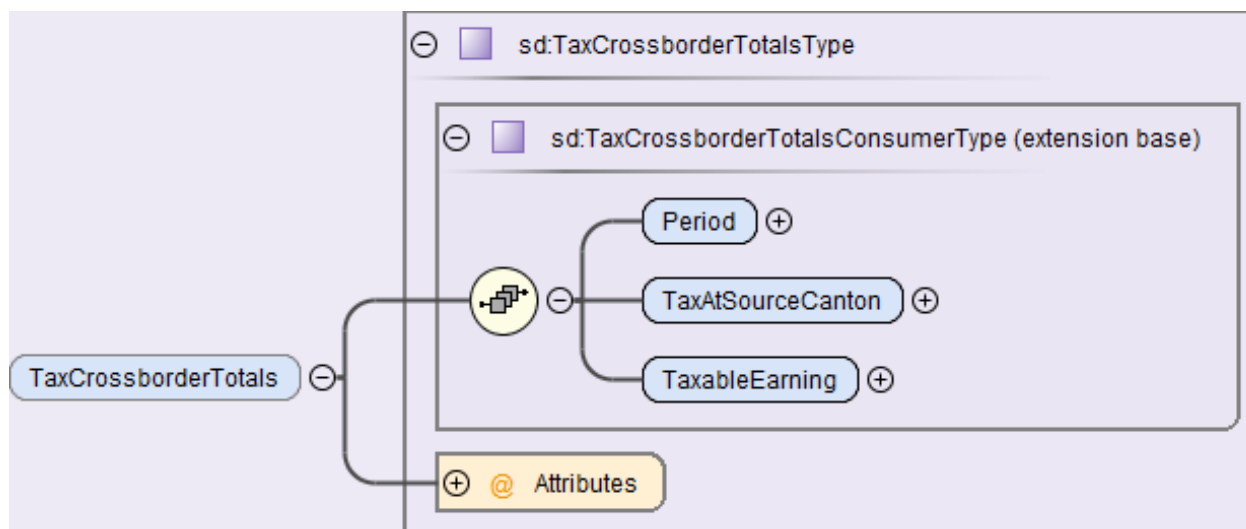 sd:TaxCrossborderTotalsType
sd:TaxCrossborderTotalsConsumerType (extension base)
Period
TaxAtSourceCanton
TaxableEarning
TaxCrossborderTotals
@ Attributes